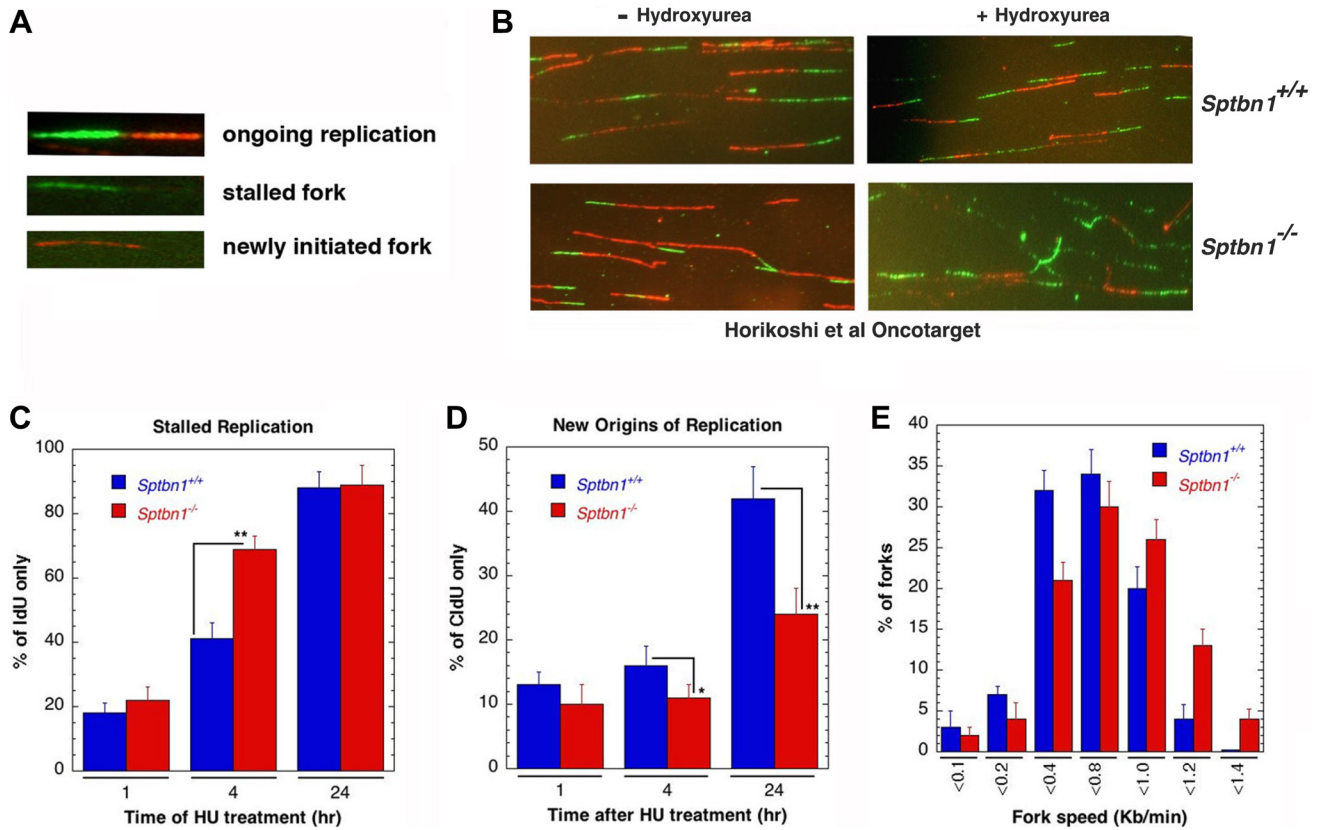 A
ongoing replication
stalled fork
newly initiated fork
B
- Hydroxyurea
+ Hydroxyurea
Sptbn1+/+
Sptbn1-/-
Horikoshi et al Oncotarget
C
Stalled Replication
% of IdU only
100
80
60
40
20
0
Sptbn1+/+
Sptbn1-/-
**
1
4
24
Time of HU treatment (hr)
D
New Origins of Replication
% of CldU only
50
40
30
20
10
0
Sptbn1+/+
Sptbn1-/-
*
**
1
4
24
Time after HU treatment (hr)
E
% of forks
40
35
30
25
20
15
10
5
0
Sptbn1+/+
Sptbn1-/-
<0.1
<0.2
<0.4
<0.8
<1.0
<1.2
<1.4
Fork speed (Kb/min)